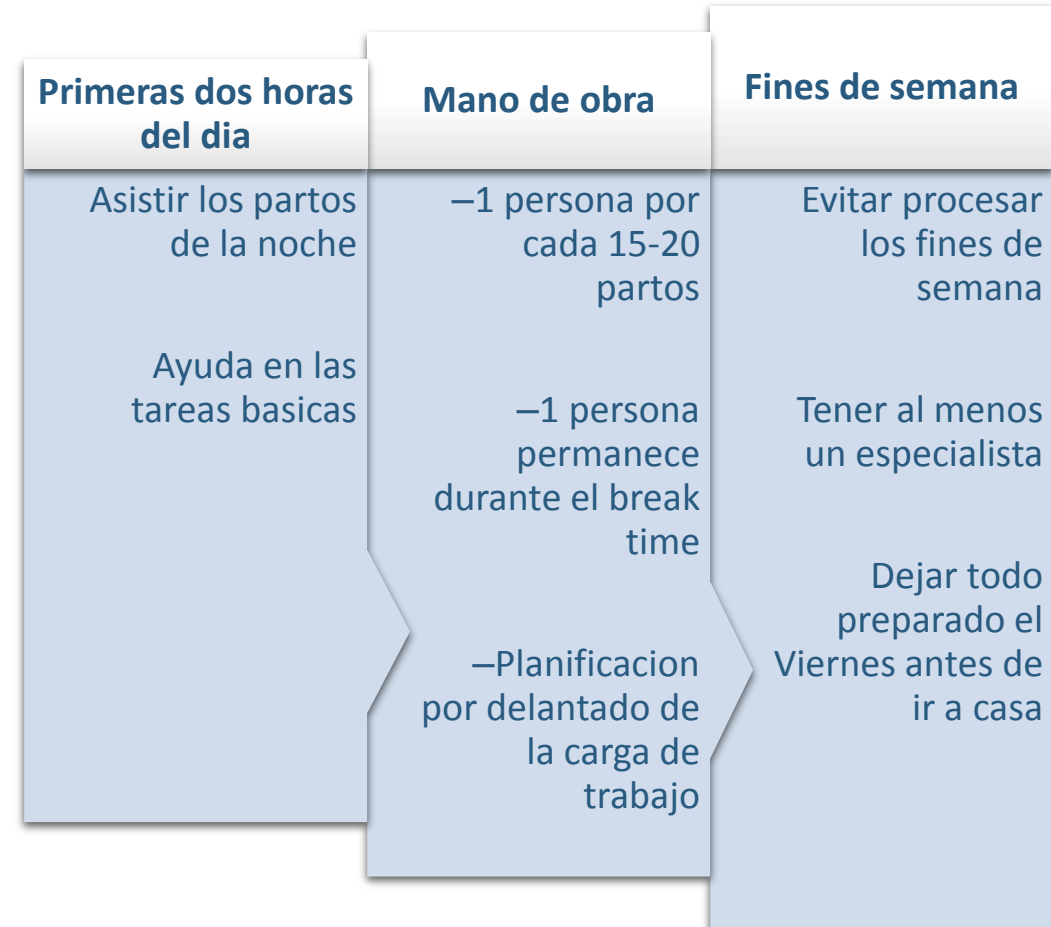 Primeras dos horas
del dia
Asistir los partos
de la noche
Ayuda en las
tareas basicas
Mano de obra
–1 persona por
cada 15-20
partos
–1 persona
permanece
durante el break
time
–Planificacion
por delantado de
la carga de
trabajo
Fines de semana
Evitar procesar
los fines de
semana
Tener al menos
un especialista
Dejar todo
preparado el
Viernes antes de
ir a casa